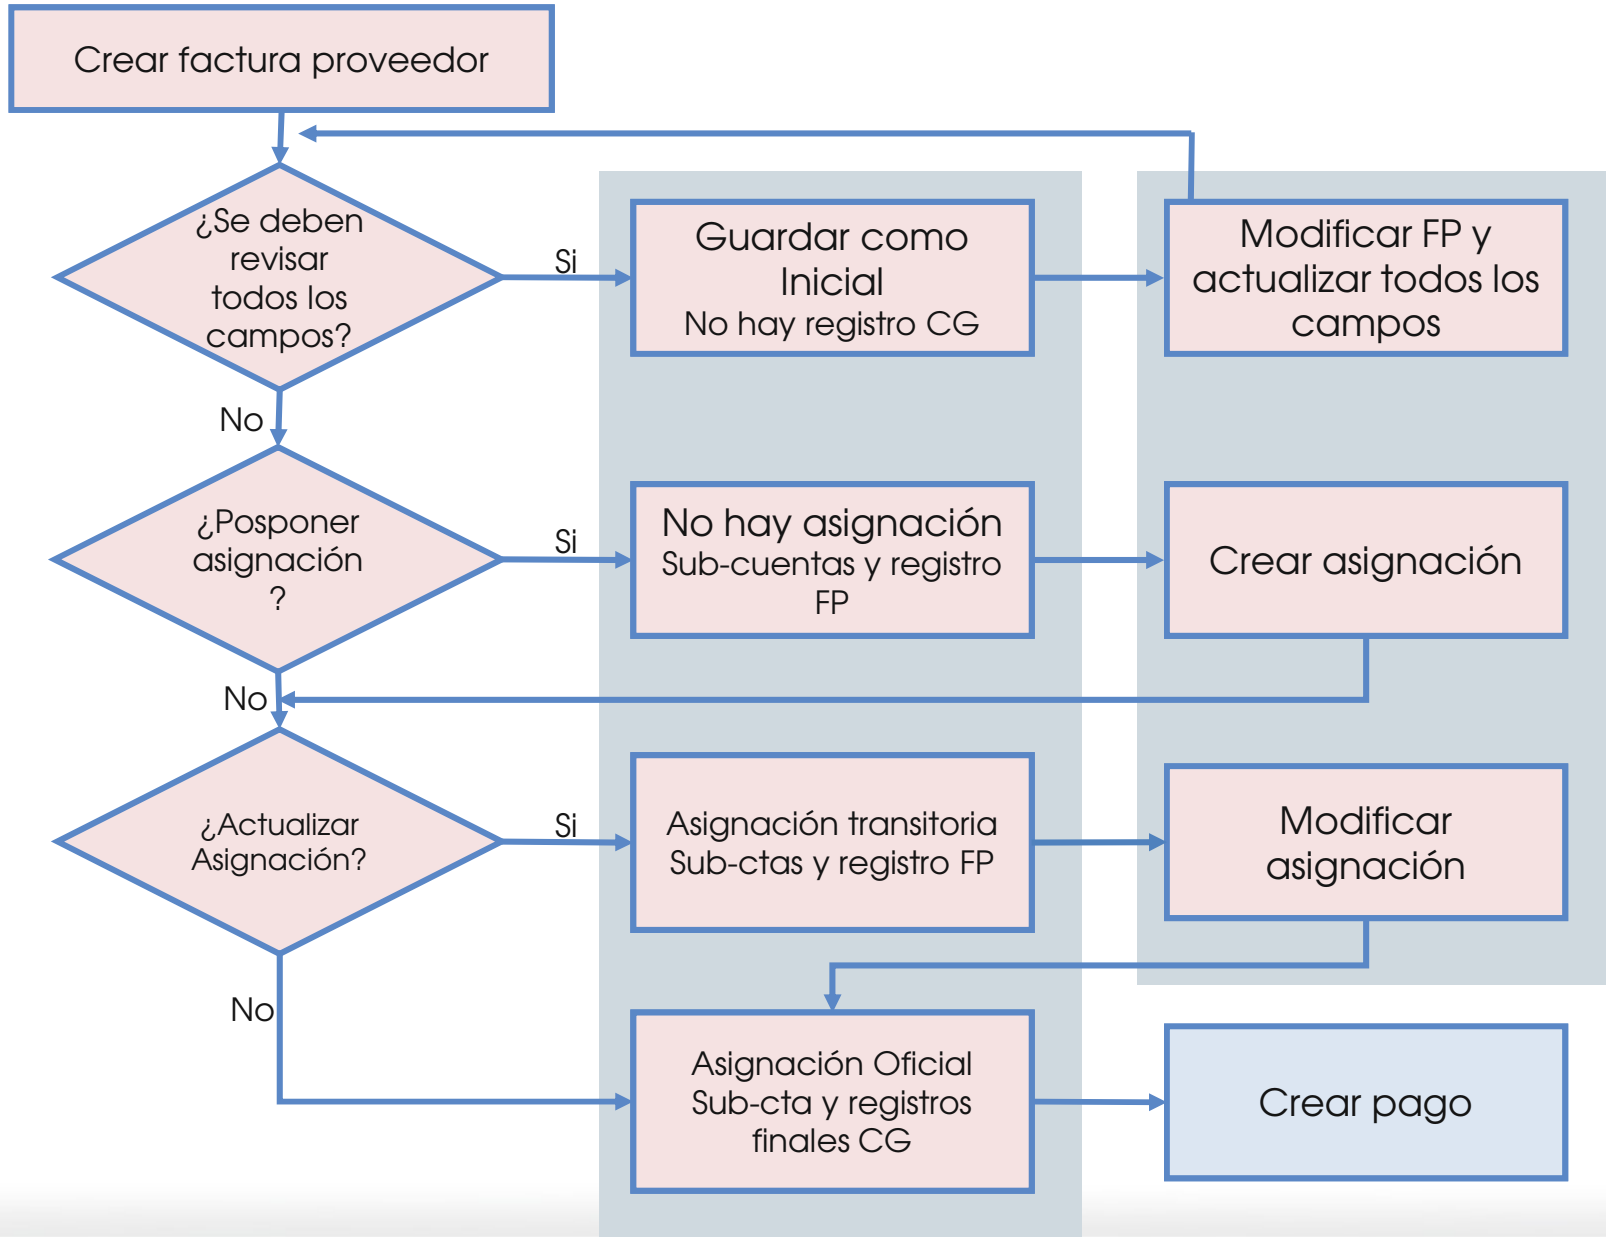 Crear factura proveedor
¿Se deben
revisar
todos los
campos?
Si
Guardar como
Inicial
No hay registro CG
Modificar FP y
actualizar todos los
campos
No
¿Posponer
asignación
?
Si
No hay asignación
Sub-cuentas y registro
FP
Crear asignación
No
¿Actualizar
Asignación?
Si
Asignación transitoria
Sub-ctas y registro FP
Modificar
asignación
No
Asignación Oficial
Sub-cta y registros
finales CG
Crear pago